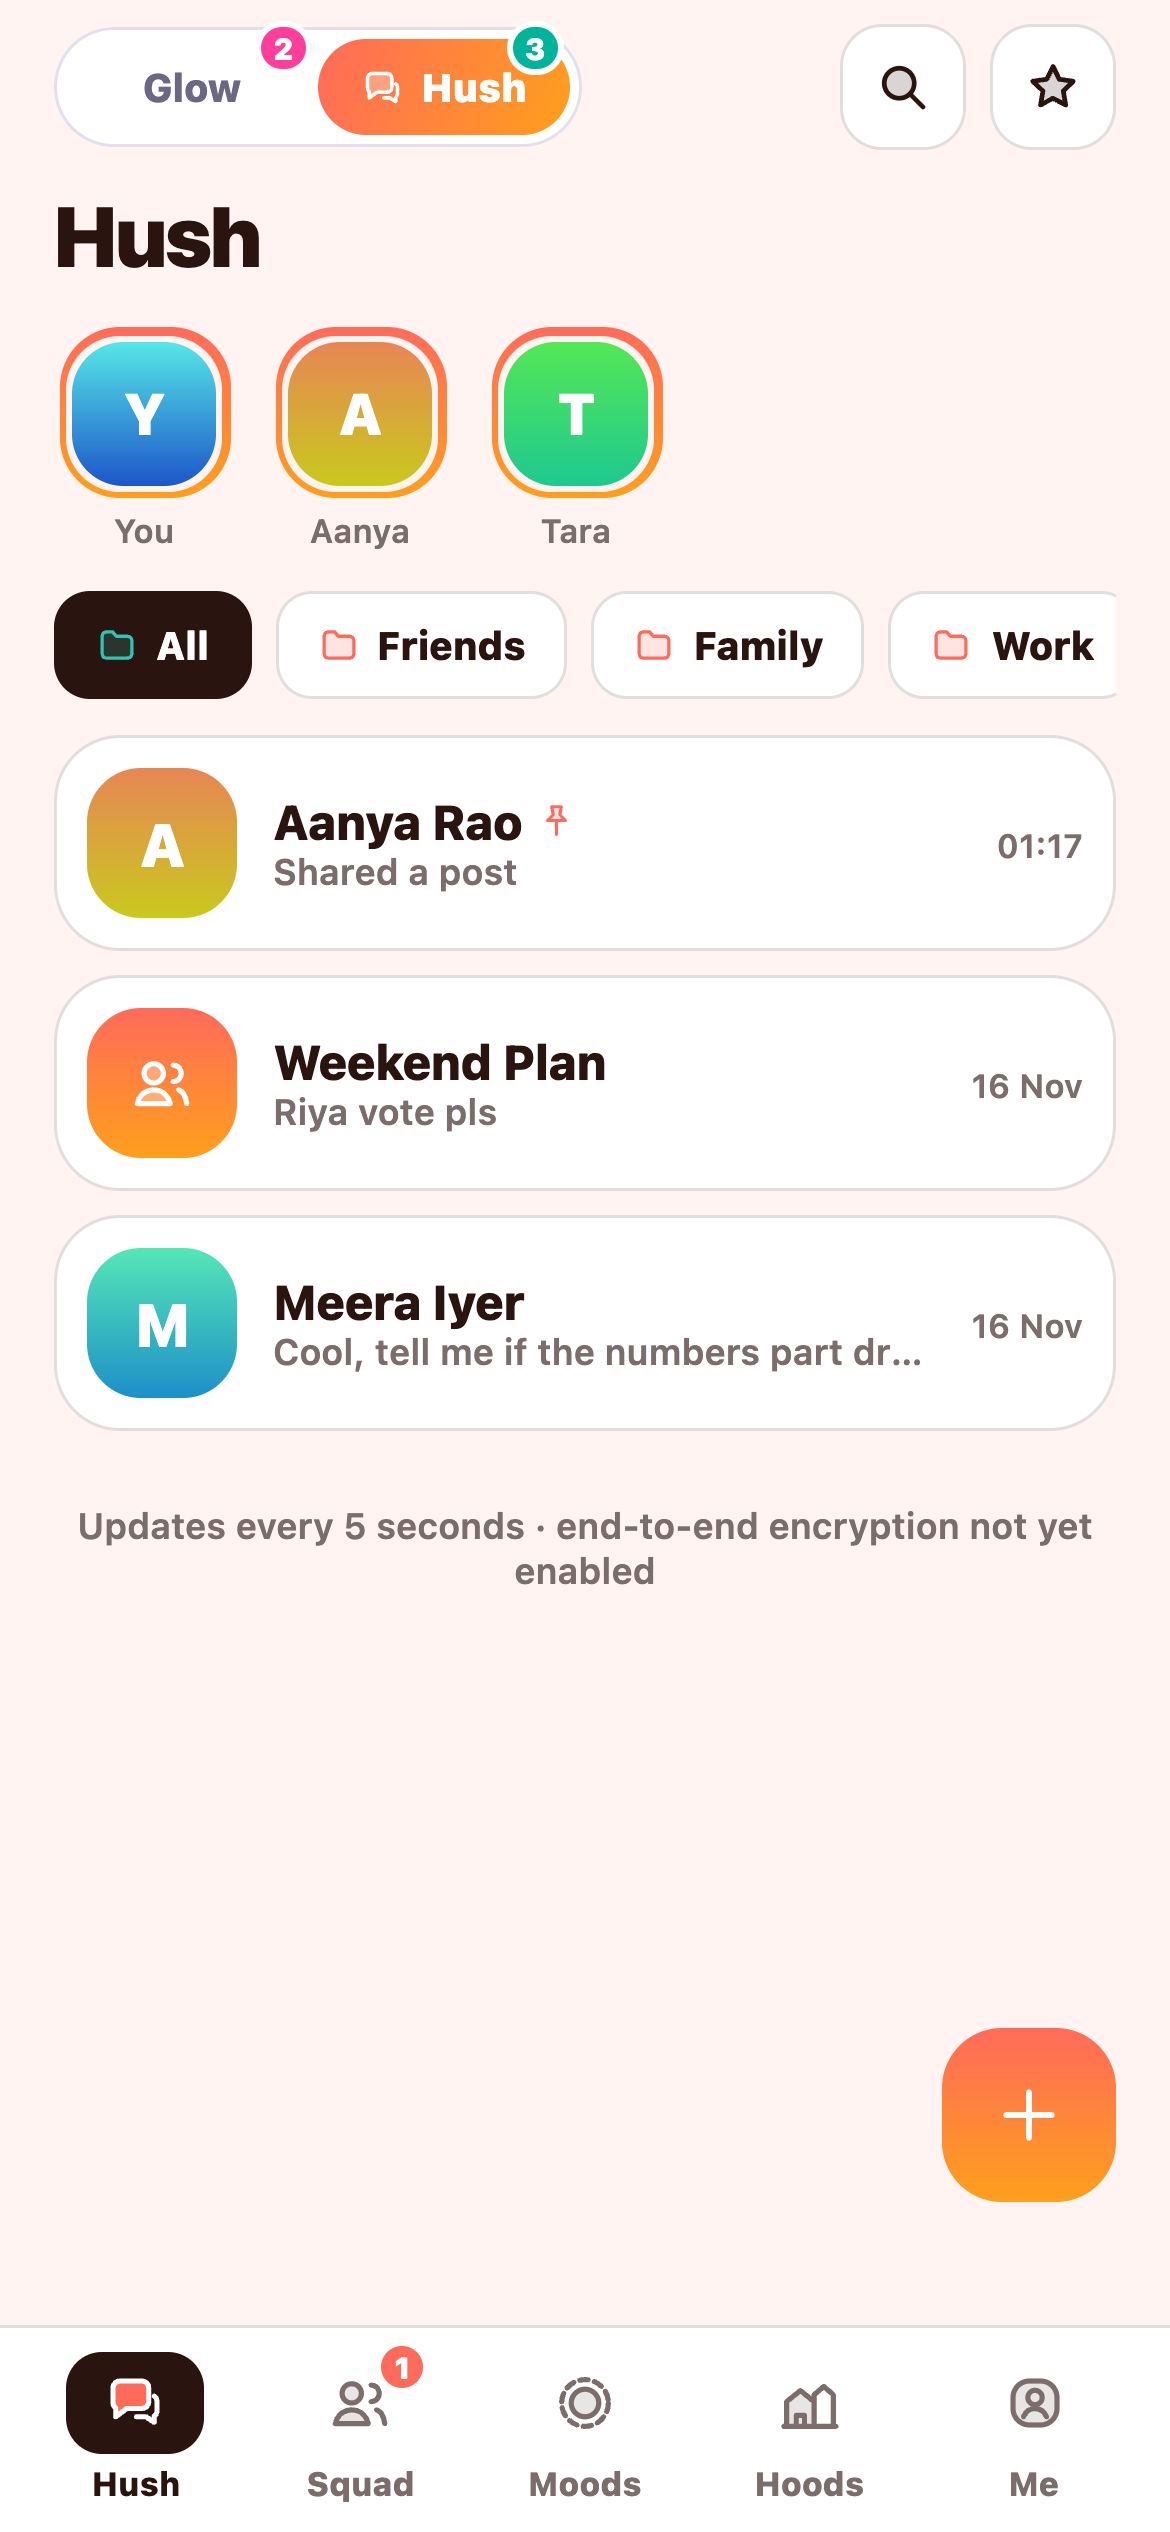 Glow
2
Hush
3
Hush
Y
A
T
You
Aanya
Tara
All
Friends
Family
Work
A
Aanya Rao
Shared a post
01:17
Weekend Plan
Riya vote pls
16 Nov
M
Meera Iyer
Cool, tell me if the numbers part dr...
16 Nov
Updates every 5 seconds · end-to-end encryption not yet
enabled
1
Hush
Squad
Moods
Hoods
Me